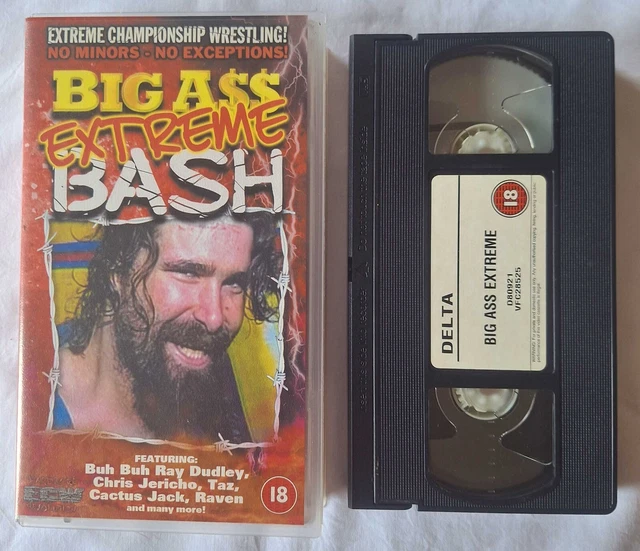 EXTREME CHAMPIONSHIP WRESTLING!
NO MINORS - NO EXCEPTIONS!
BIG A$$
EXTREME
BASH
FEATURING:
Buh Buh Ray Dudley,
Chris Jericho, Taz,
Cactus Jack, Raven
and many more!
ECW
18
DELTA
BIG ASS EXTREME
D80921
VFC28525
18